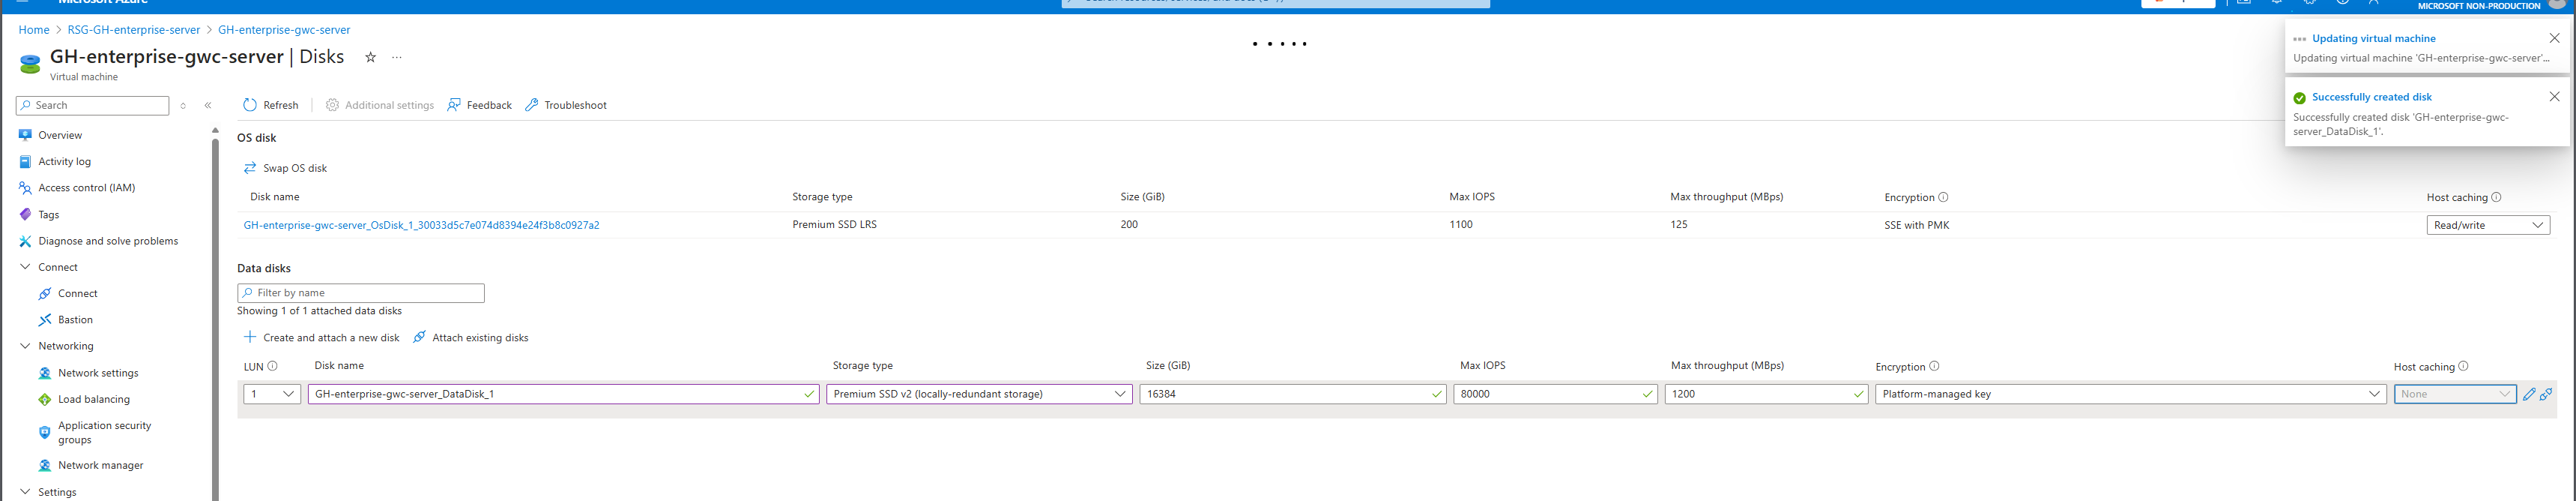 Microsoft Azure
MICROSOFT NON-PRODUCTION
Home > RSG-GH-enterprise-server > GH-enterprise-gwc-server
GH-enterprise-gwc-server | Disks
Virtual machine
Updating virtual machine
Updating virtual machine 'GH-enterprise-gwc-server'...
Successfully created disk
Successfully created disk 'GH-enterprise-gwc-
server_DataDisk_1'.
Search
Overview
Activity log
Access control (IAM)
Tags
Diagnose and solve problems
Connect
Connect
Bastion
Networking
Network settings
Load balancing
Application security
groups
Network manager
Settings
Refresh
Additional settings
Feedback
Troubleshoot
OS disk
Swap OS disk
Disk name Storage type Size (GiB) Max IOPS Max throughput (MBps) Encryption Host caching
GH-enterprise-gwc-server_OsDisk_1_30033d5c7e074d8394e24f3b8c0927a2 Premium SSD LRS 200 1100 125 SSE with PMK Read/write
Data disks
Filter by name
Showing 1 of 1 attached data disks
Create and attach a new disk Attach existing disks
LUN Disk name Storage type Size (GiB) Max IOPS Max throughput (MBps) Encryption Host caching
1 GH-enterprise-gwc-server_DataDisk_1 Premium SSD v2 (locally-redundant storage) 16384 80000 1200 Platform-managed key None